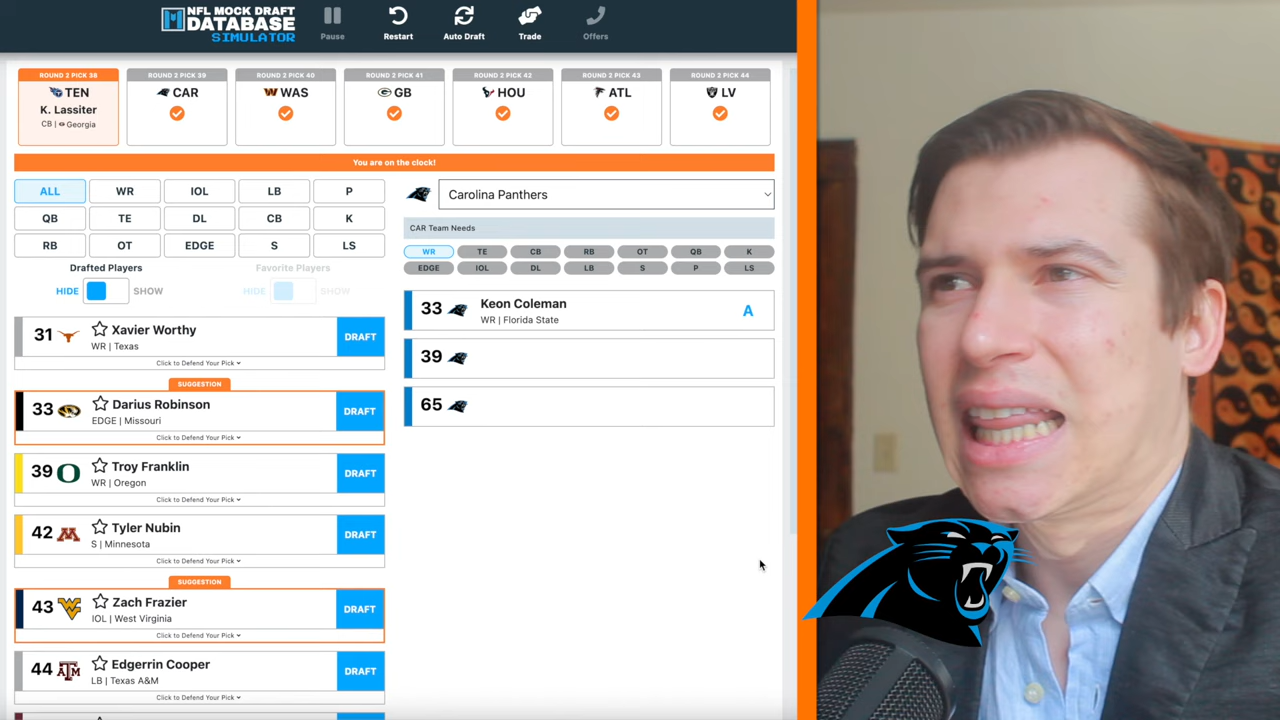 NFL MOCK DRAFT
DATABASE
SIMULATOR
Pause
Restart
Auto Draft
Trade
Offers
ROUND 2 PICK 38
TEN
K. Lassiter
CB | Georgia
ROUND 2 PICK 39
CAR
ROUND 2 PICK 40
WAS
ROUND 2 PICK 41
GB
ROUND 2 PICK 42
HOU
ROUND 2 PICK 43
ATL
ROUND 2 PICK 44
LV
You are on the clock!
ALL WR IOL LB P
QB TE DL CB K
RB OT EDGE S LS
Drafted Players
HIDE SHOW
Favorite Players
HIDE SHOW
31 Xavier Worthy
WR | Texas
DRAFT
Click to Defend Your Pick
SUGGESTION
33 Darius Robinson
EDGE | Missouri
DRAFT
Click to Defend Your Pick
39 Troy Franklin
WR | Oregon
DRAFT
Click to Defend Your Pick
42 Tyler Nubin
S | Minnesota
DRAFT
Click to Defend Your Pick
SUGGESTION
43 Zach Frazier
IOL | West Virginia
DRAFT
Click to Defend Your Pick
44 Edgerrin Cooper
LB | Texas A&M
DRAFT
Click to Defend Your Pick
Carolina Panthers
CAR Team Needs
WR TE CB RB OT QB K
EDGE IOL DL LB S P LS
33 Keon Coleman
WR | Florida State
A
39
65